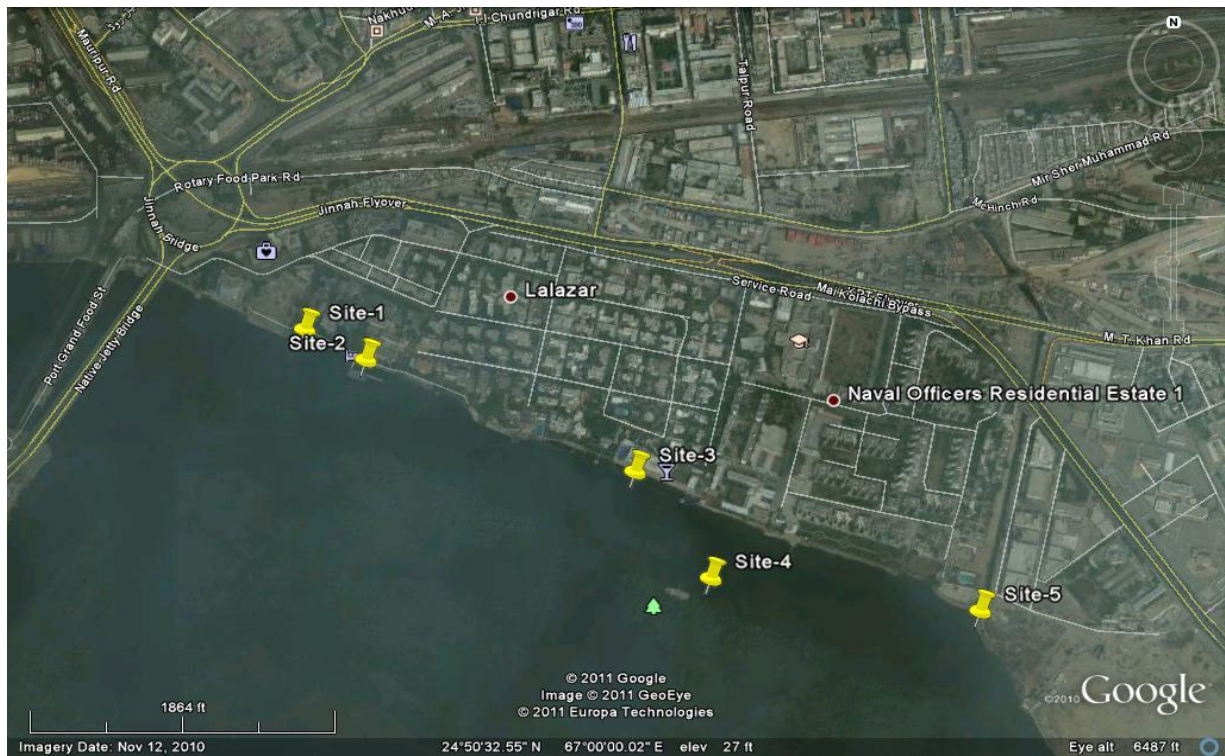 Nakhud
M. A. J
I.I Chundrigar Rd
N
Mauripur Rd
Talpur Road
Mir Sher Muhammad Rd
McHinch Rd
Rotary Food Park Rd
Jinnah Flyover
Jinnah Bridge
Service Road
Mai Kolachi Bypass
M. T. Khan Rd
Lalazar
Site-1
Site-2
Port Grand Food St
Native Jetty Bridge
Naval Officers Residential Estate 1
Site-3
Site-4
Site-5
© 2011 Google
Image © 2011 GeoEye
© 2011 Europa Technologies
©2010 Google
1864 ft
Imagery Date: Nov 12, 2010
24°50'32.55" N 67°00'00.02" E elev 27 ft
Eye alt 6487 ft